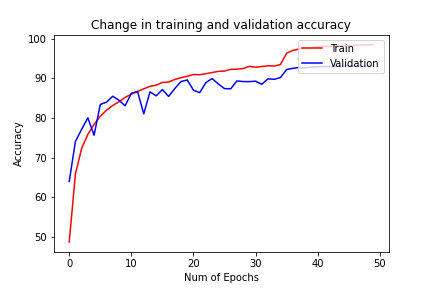 Change in training and validation accuracy
Train
Validation
Accuracy
100
90
80
70
60
50
0 10 20 30 40 50
Num of Epochs